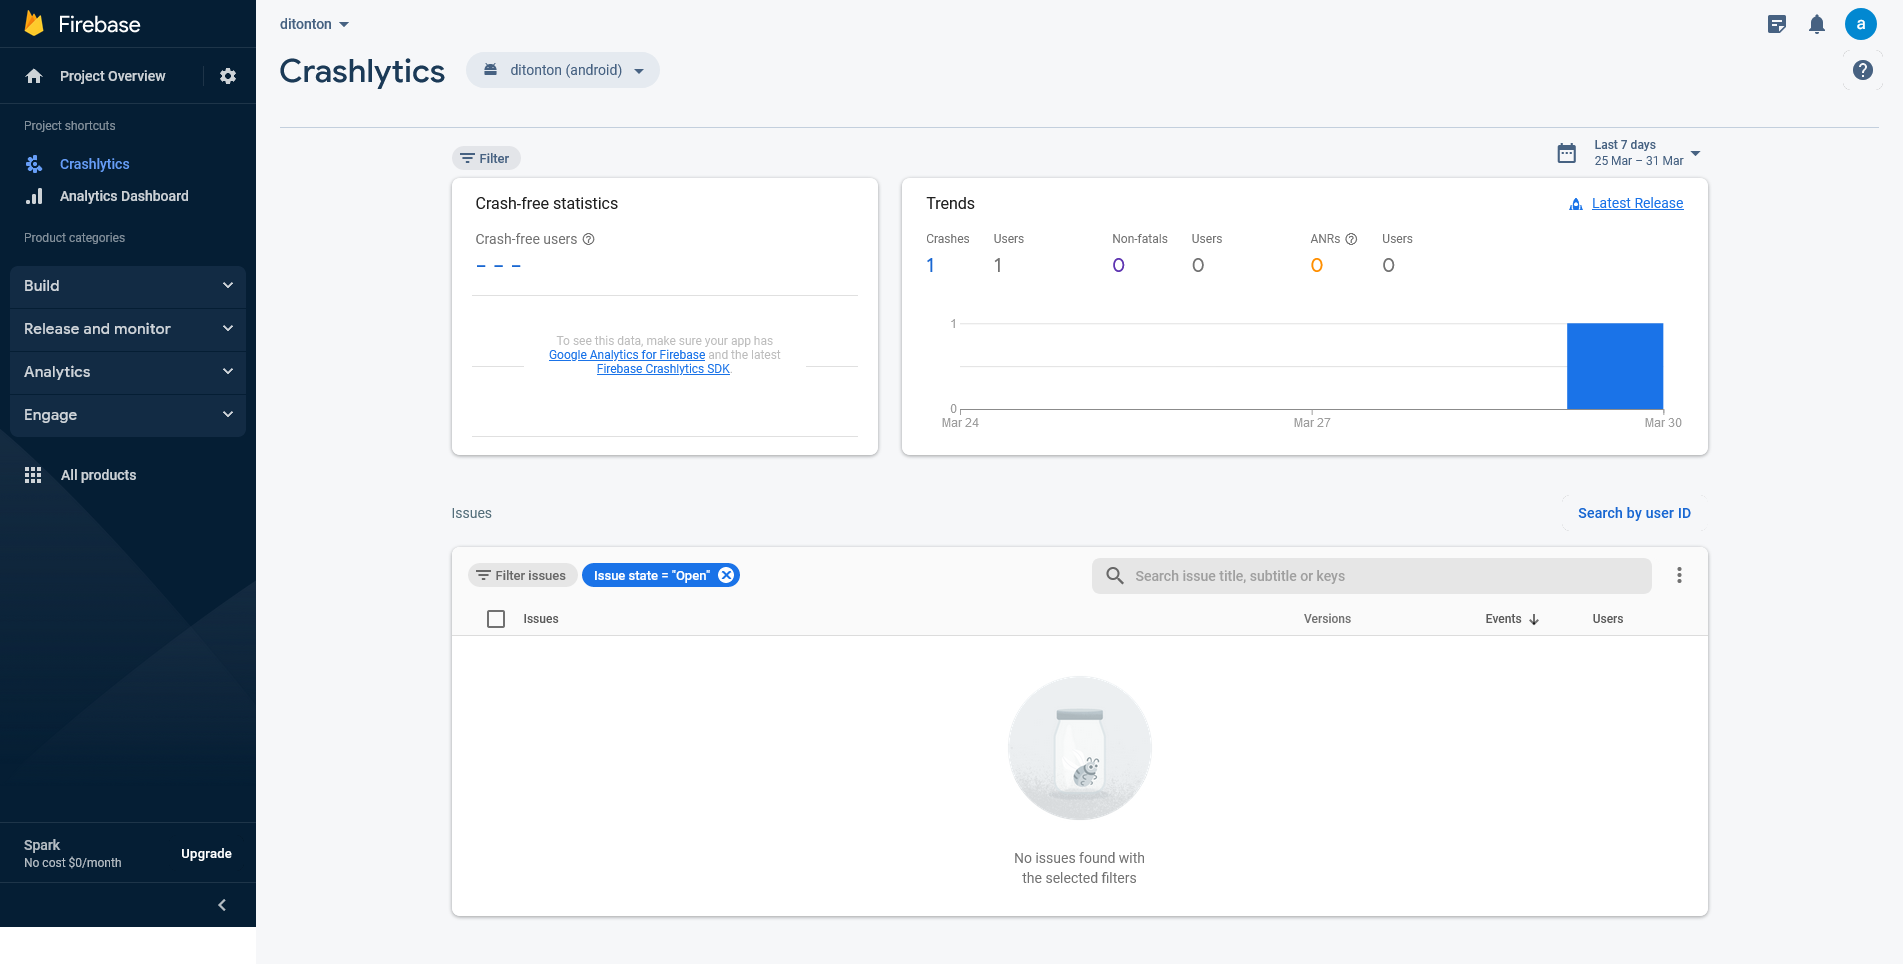 Firebase
Project Overview
Project shortcuts
Crashlytics
Analytics Dashboard
Product categories
Build
Release and monitor
Analytics
Engage
All products
Spark
No cost $0/month
Upgrade
ditonton
a
Crashlytics
ditonton (android)
Filter
Last 7 days
25 Mar – 31 Mar
Crash-free statistics
Crash-free users
– – –
To see this data, make sure your app has
Google Analytics for Firebase and the latest
Firebase Crashlytics SDK.
Trends
Latest Release
Crashes Users Non-fatals Users ANRs Users
1 1 0 0 0 0
1
0
Mar 24 Mar 27 Mar 30
Issues
Search by user ID
Filter issues
Issue state = "Open"
Search issue title, subtitle or keys
Issues Versions Events Users
No issues found with
the selected filters